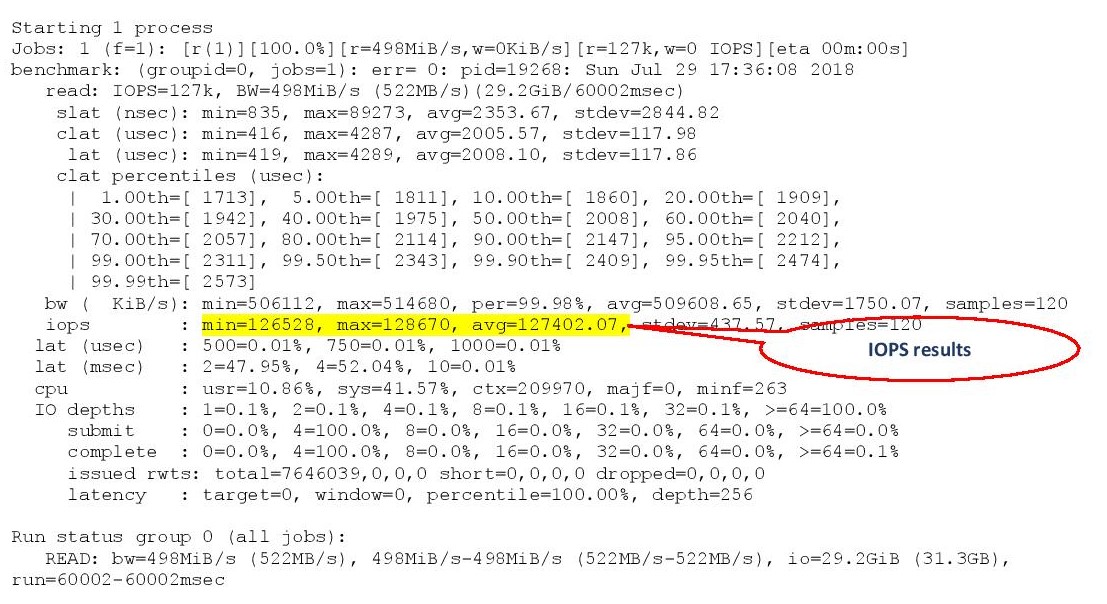 Starting 1 process
Jobs: 1 (f=1): [r(1)][100.0%][r=498MiB/s,w=0KiB/s][r=127k,w=0 IOPS][eta 00m:00s]
benchmark: (groupid=0, jobs=1): err= 0: pid=19268: Sun Jul 29 17:36:08 2018
read: IOPS=127k, BW=498MiB/s (522MB/s)(29.2GiB/60002msec)
slat (nsec): min=835, max=89273, avg=2353.67, stdev=2844.82
clat (usec): min=416, max=4287, avg=2005.57, stdev=117.98
lat (usec): min=419, max=4289, avg=2008.10, stdev=117.86
clat percentiles (usec):
| 1.00th=[ 1713], 5.00th=[ 1811], 10.00th=[ 1860], 20.00th=[ 1909],
| 30.00th=[ 1942], 40.00th=[ 1975], 50.00th=[ 2008], 60.00th=[ 2040],
| 70.00th=[ 2057], 80.00th=[ 2114], 90.00th=[ 2147], 95.00th=[ 2212],
| 99.00th=[ 2311], 99.50th=[ 2343], 99.90th=[ 2409], 99.95th=[ 2474],
| 99.99th=[ 2573]
bw ( KiB/s): min=506112, max=514680, per=99.98%, avg=509608.65, stdev=1750.07, samples=120
iops : min=126528, max=128670, avg=127402.07, stdev=437.57, samples=120
IOPS results
lat (usec) : 500=0.01%, 750=0.01%, 1000=0.01%
lat (msec) : 2=47.95%, 4=52.04%, 10=0.01%
cpu : usr=10.86%, sys=41.57%, ctx=209970, majf=0, minf=263
IO depths : 1=0.1%, 2=0.1%, 4=0.1%, 8=0.1%, 16=0.1%, 32=0.1%, >=64=100.0%
submit : 0=0.0%, 4=100.0%, 8=0.0%, 16=0.0%, 32=0.0%, 64=0.0%, >=64=0.0%
complete : 0=0.0%, 4=100.0%, 8=0.0%, 16=0.0%, 32=0.0%, 64=0.0%, >=64=0.1%
issued rwts: total=7646039,0,0,0 short=0,0,0,0 dropped=0,0,0,0
latency : target=0, window=0, percentile=100.00%, depth=256
Run status group 0 (all jobs):
READ: bw=498MiB/s (522MB/s), 498MiB/s-498MiB/s (522MB/s-522MB/s), io=29.2GiB (31.3GB),
run=60002-60002msec